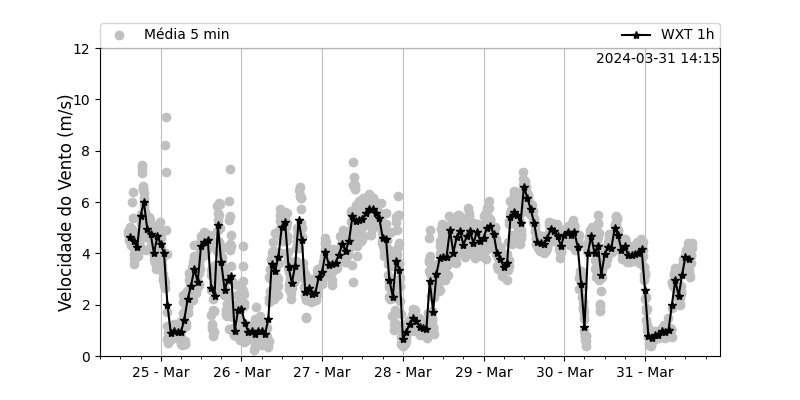 Média 5 min
WXT 1h
2024-03-31 14:15
Velocidade do Vento (m/s)
12
10
8
6
4
2
0
25 - Mar
26 - Mar
27 - Mar
28 - Mar
29 - Mar
30 - Mar
31 - Mar